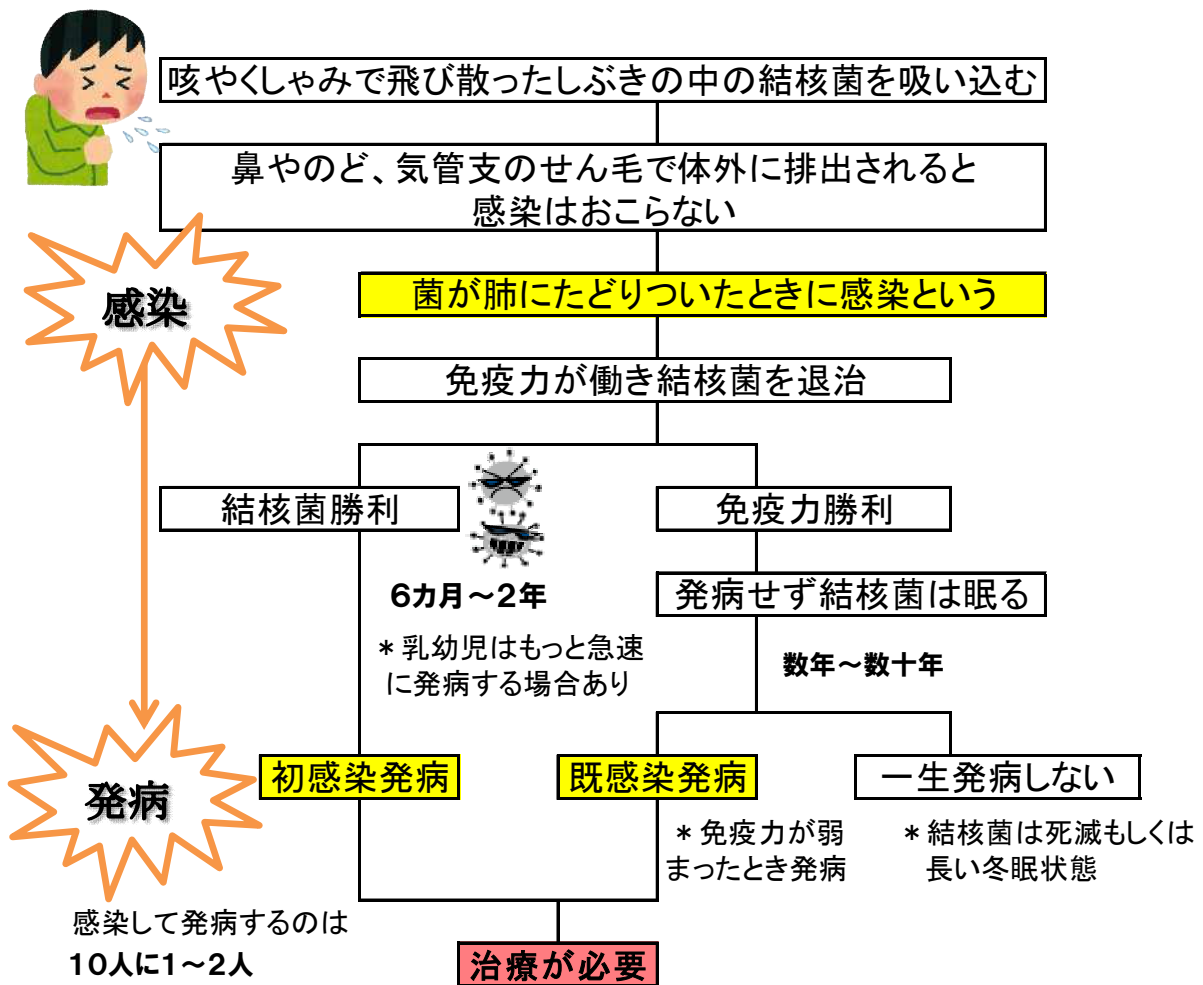 咳やくしゃみで飛び散ったしぶきの中の結核菌を吸い込む
鼻やのど、気管支のせん毛で体外に排出されると
感染はおこらない
感染
菌が肺にたどりついたときに感染という
免疫力が働き結核菌を退治
結核菌勝利
免疫力勝利
6カ月～2年
＊乳幼児はもっと急速
に発病する場合あり
発病せず結核菌は眠る
数年～数十年
発病
初感染発病
既感染発病
一生発病しない
＊免疫力が弱
まったとき発病
＊結核菌は死滅もしくは
長い冬眠状態
感染して発病するのは
10人に1～2人
治療が必要